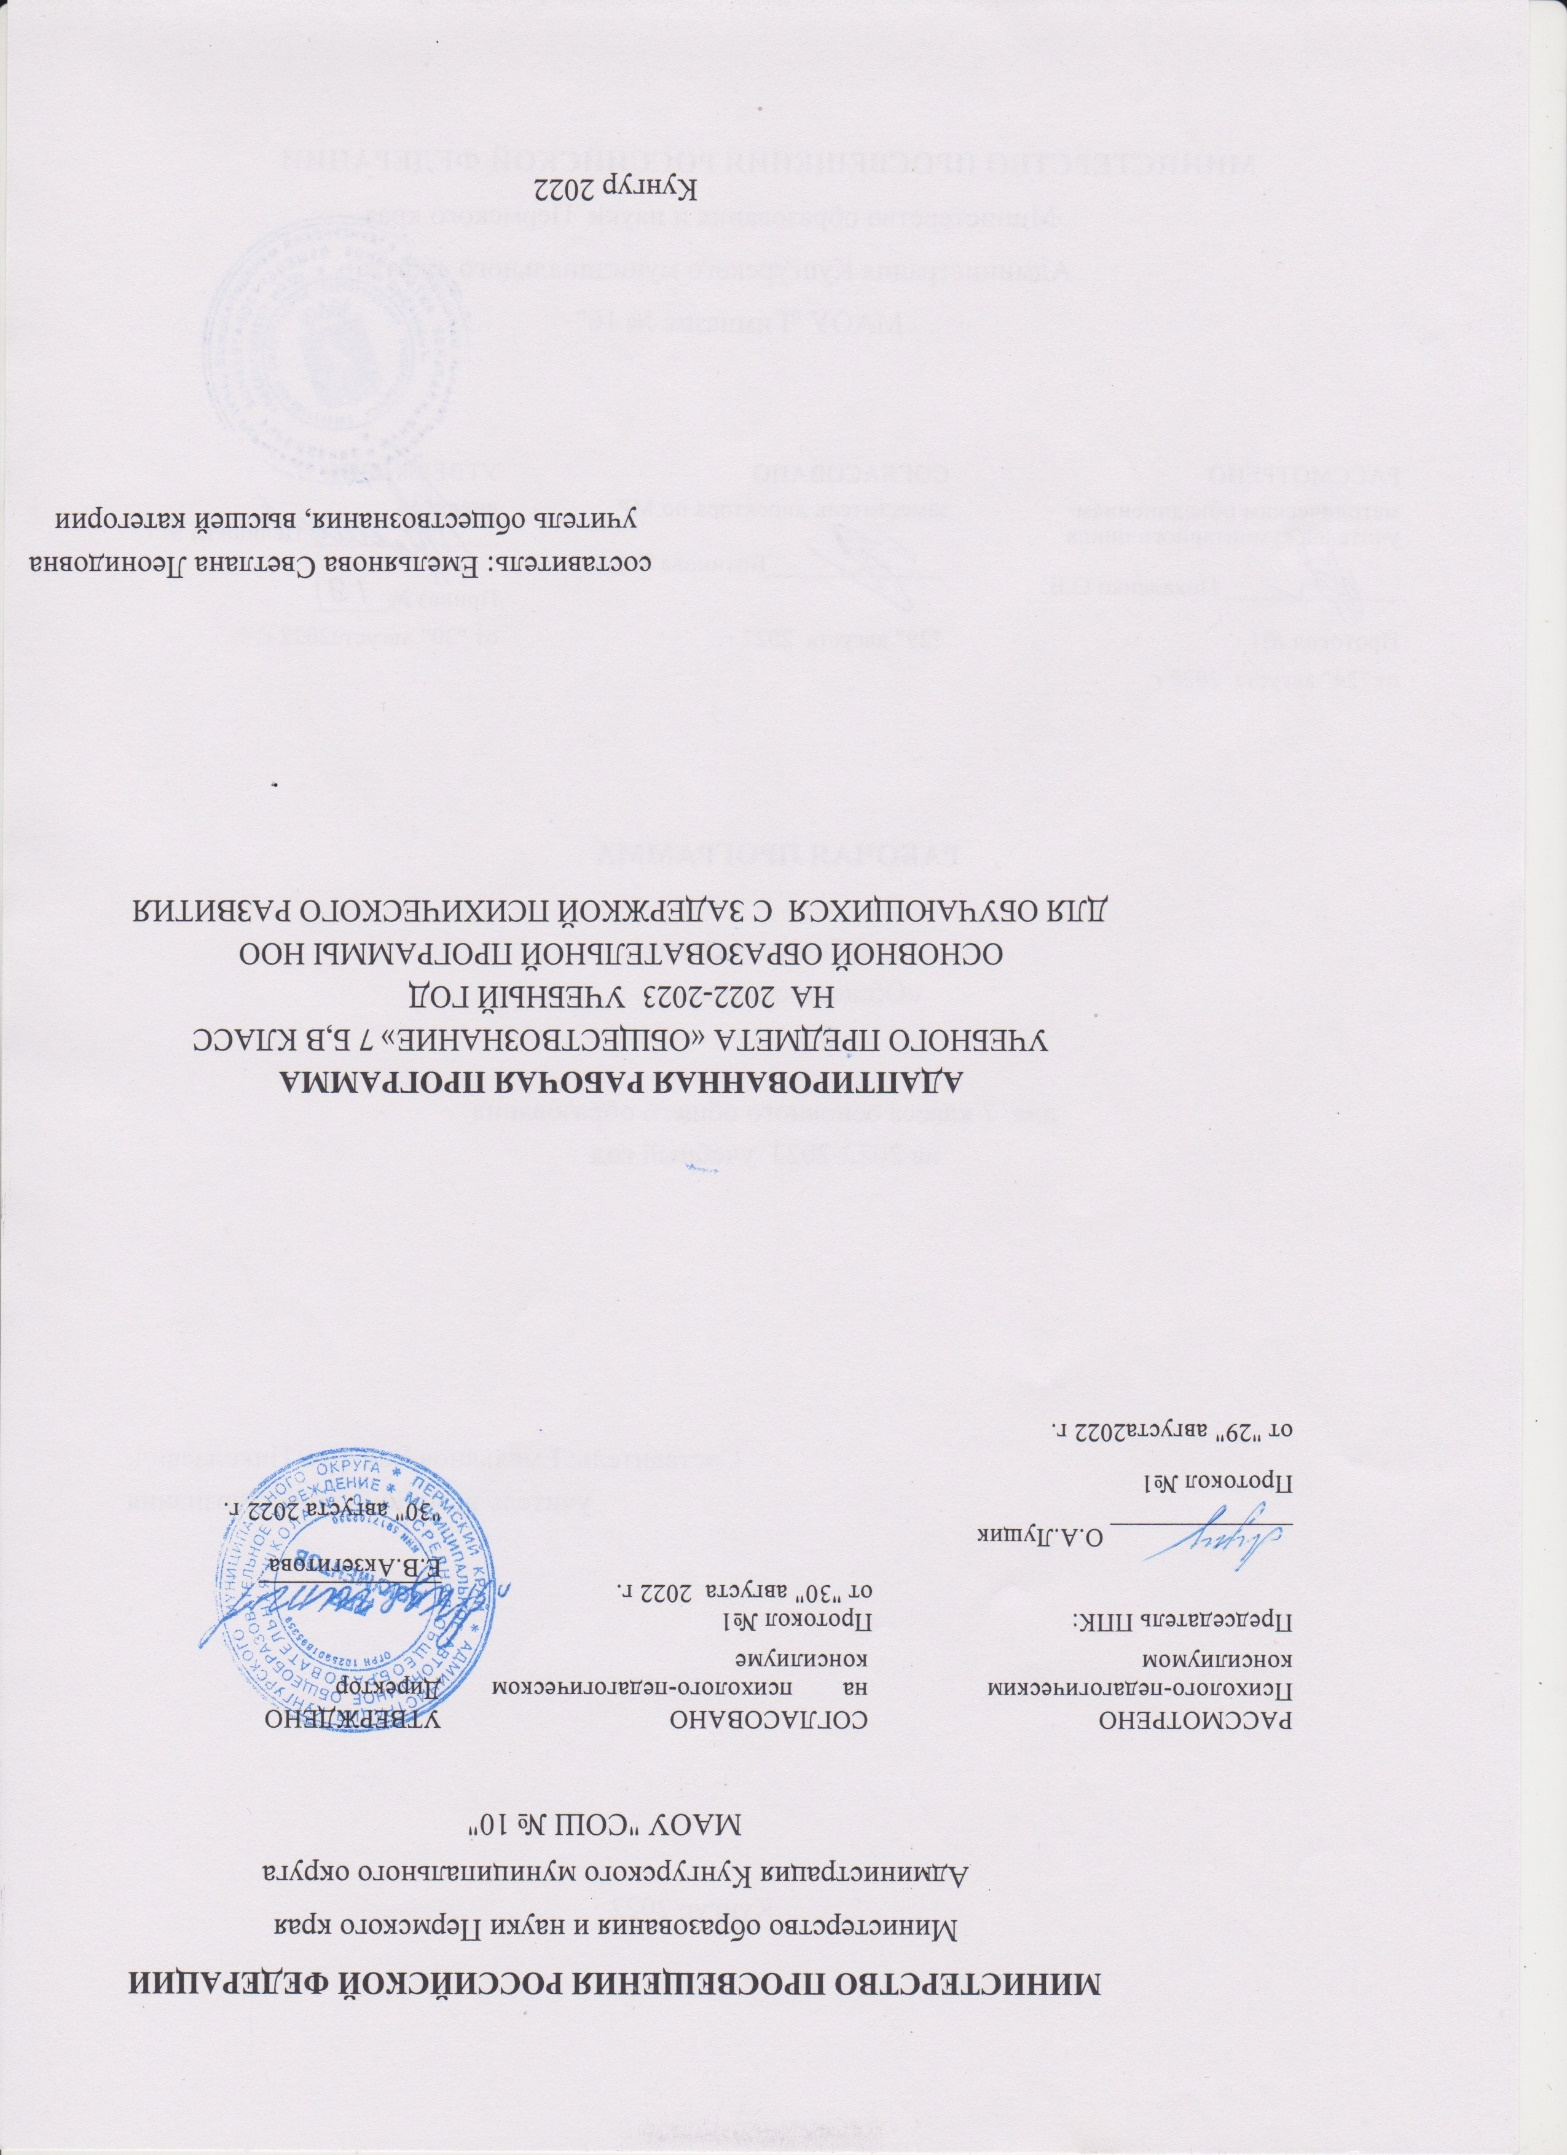 МИНИСТЕРСТВО ПРОСВЕЩЕНИЯ РОССИЙСКОЙ ФЕДЕРАЦИИ
Министерство образования и науки Пермского края
Администрация Кунгурского муниципального округа
МАОУ "СОШ № 10"
РАССМОТРЕНО
Психолого-педагогическим
консилиумом
Председатель ППК:
О.А.Лущик
Протокол №1
от "29" августа2022 г.
СОГЛАСОВАНО
на психолого-педагогическом
консилиуме
Протокол №1
от "30" августа 2022 г.
УТВЕРЖДЕНО
Директор
Е.В.Акзегитова
"30" августа 2022 г.
АДАПТИРОВАННАЯ РАБОЧАЯ ПРОГРАММА
УЧЕБНОГО ПРЕДМЕТА «ОБЩЕСТВОЗНАНИЕ» 7 Б,В КЛАСС
НА 2022-2023 УЧЕБНЫЙ ГОД
ОСНОВНОЙ ОБРАЗОВАТЕЛЬНОЙ ПРОГРАММЫ НОО
ДЛЯ ОБУЧАЮЩИХСЯ С ЗАДЕРЖКОЙ ПСИХИЧЕСКОГО РАЗВИТИЯ
составитель: Емельянова Светлана Леонидовна
учитель обществознания, высшей категории
Кунгур 2022